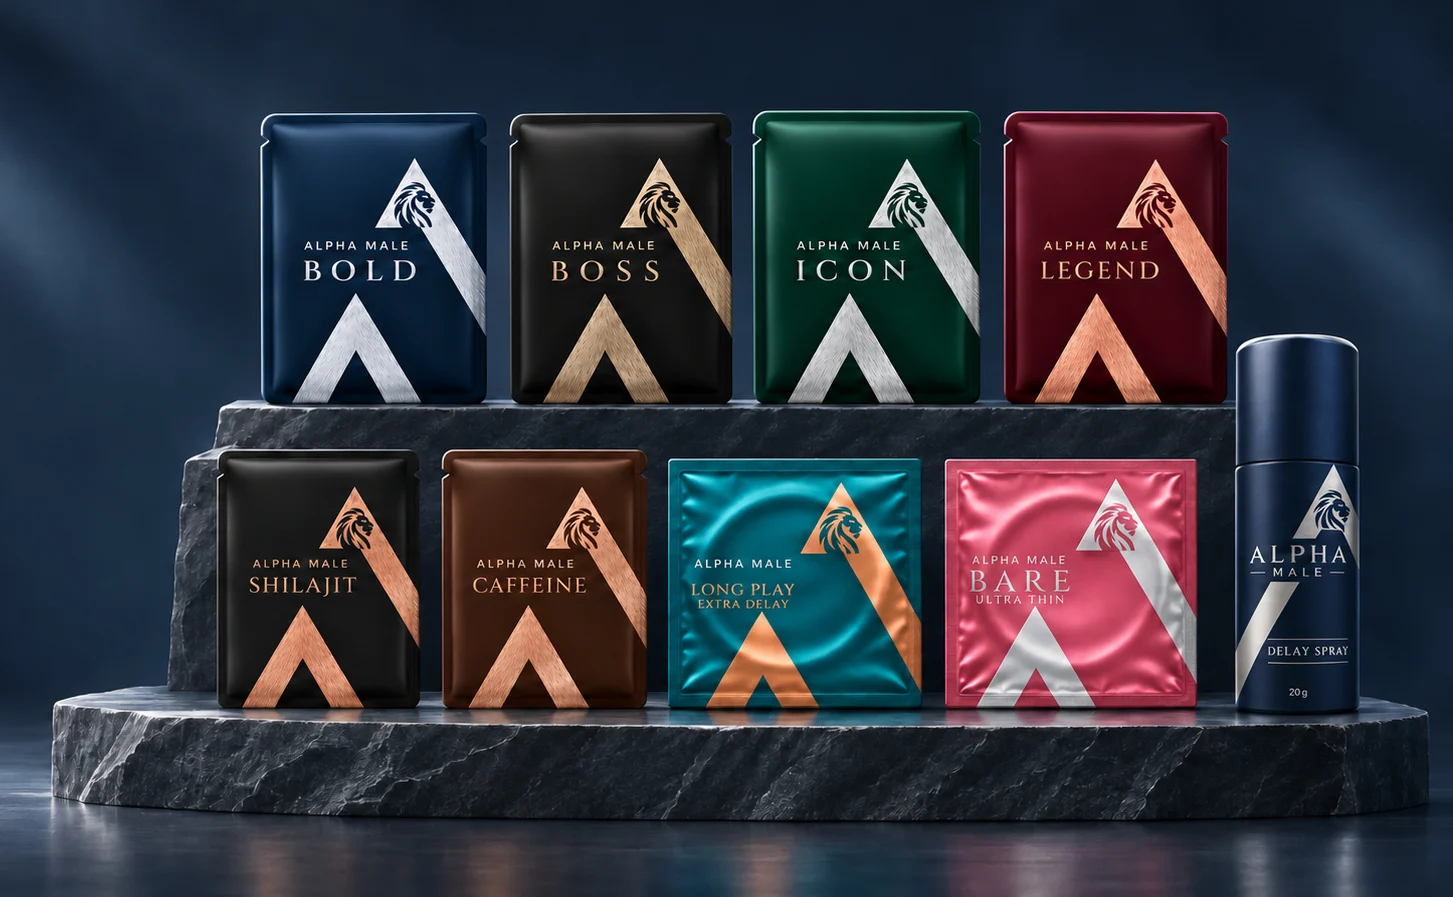 ALPHA MALE
BOLD
ALPHA MALE
BOSS
ALPHA MALE
ICON
ALPHA MALE
LEGEND
ALPHA MALE
SHILAJIT
ALPHA MALE
CAFFEINE
ALPHA MALE
LONG PLAY
EXTRA DELAY
ALPHA MALE
BARE
ULTRA THIN
ALPHA
MALE
DELAY SPRAY
20g